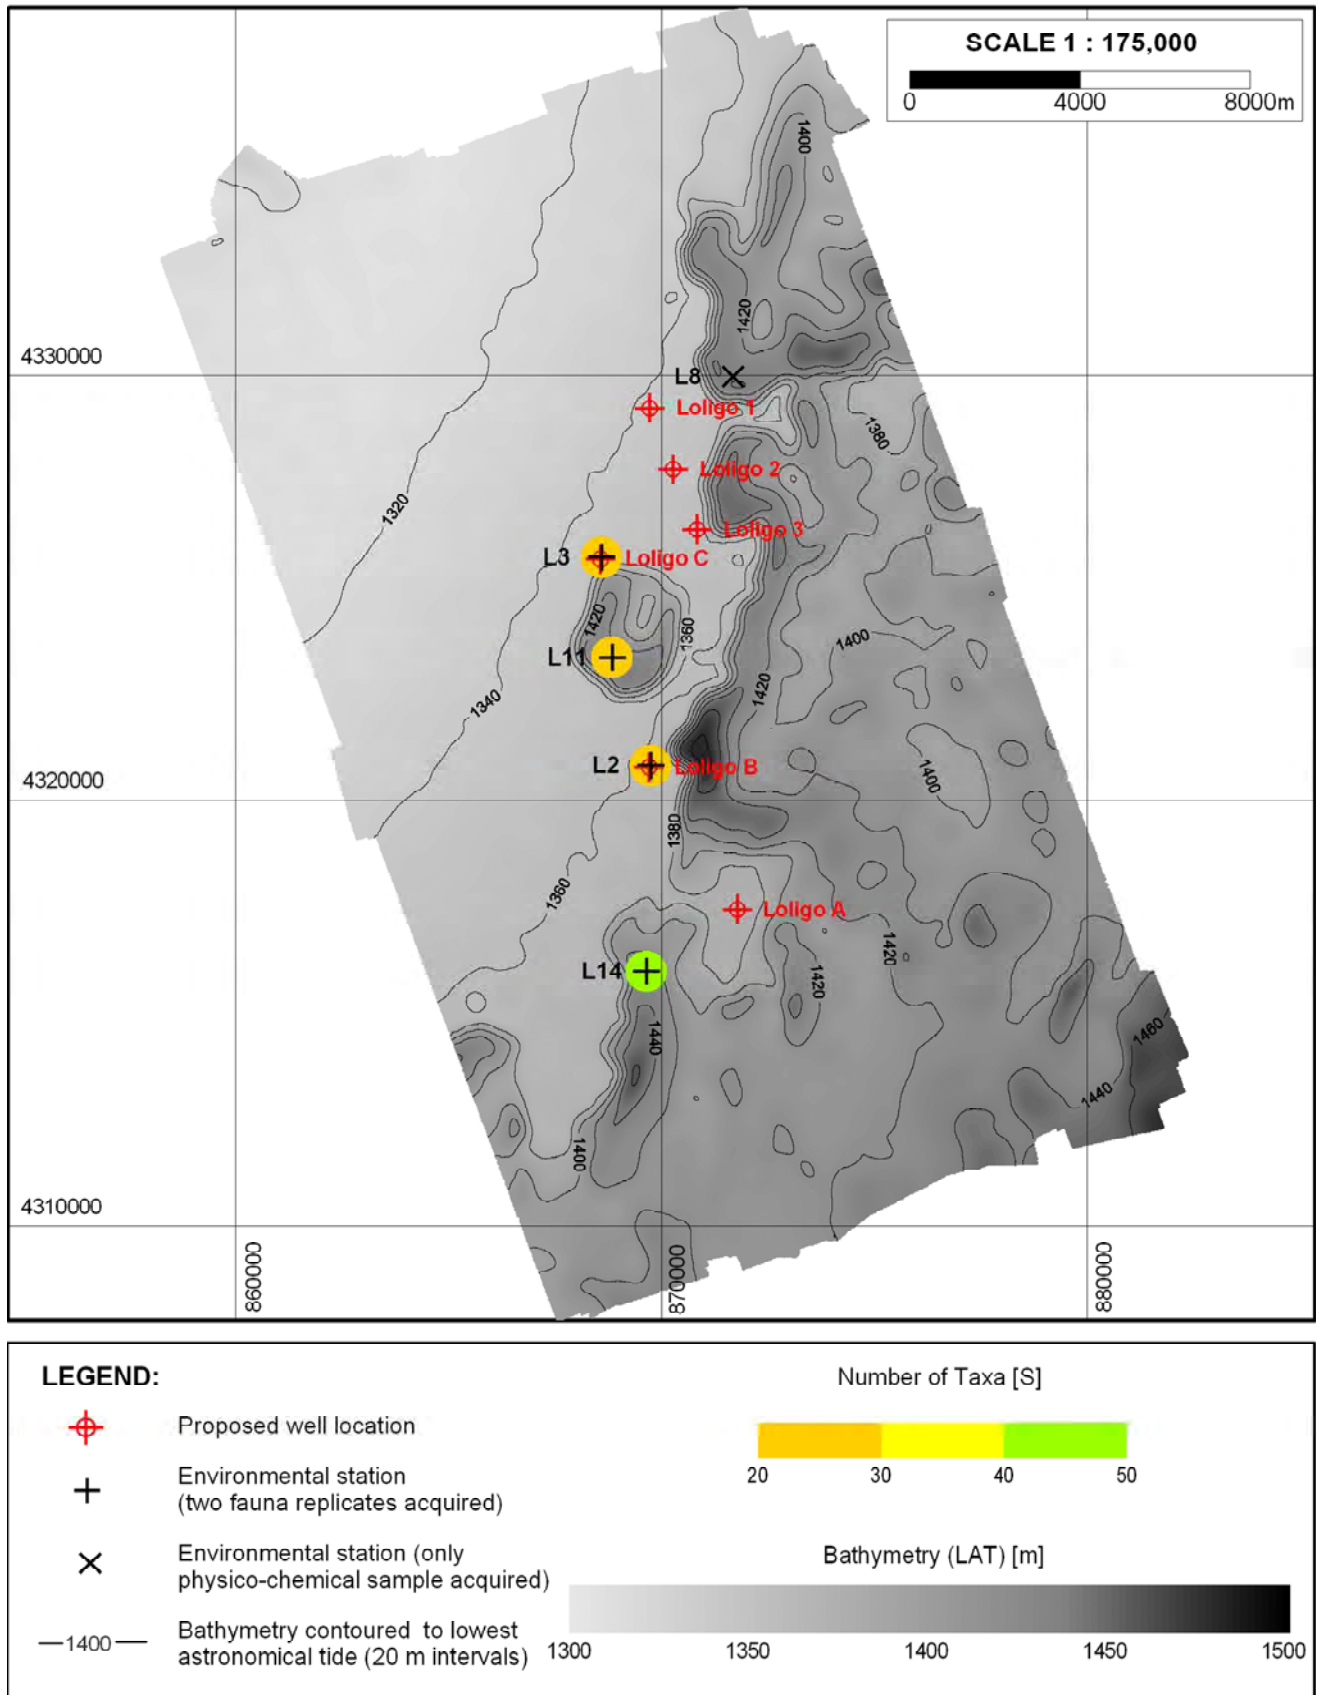 SCALE 1 : 175,000
0 4000 8000m
1400
1420
4330000
L8
Loligo 1
1380
Loligo 2
1320
Loligo 3
L3 Loligo C
1420
1360
1400
L11
1420
1340
L2 Loligo B
1400
4320000
1380
1360
Loligo A
1420
L14
1420
1440
1460
1440
1400
4310000
860000
870000
880000
LEGEND:
Proposed well location
Environmental station
(two fauna replicates acquired)
Environmental station (only
physico-chemical sample acquired)
—1400—
Bathymetry contoured to lowest
astronomical tide (20 m intervals)
Number of Taxa [S]
20 30 40 50
Bathymetry (LAT) [m]
1300 1350 1400 1450 1500